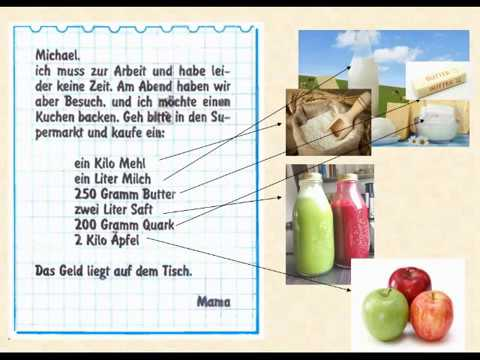 Michael,
ich muss zur Arbeit und habe lei-
der keine Zeit. Am Abend haben wir
aber Besuch, und ich möchte einen
Kuchen backen. Geh bitte in den Su-
permarkt und kaufe ein:
ein Kilo Mehl
ein Liter Milch
250 Gramm Butter
zwei Liter Saft
200 Gramm Quark
2 Kilo Äpfel
Das Geld liegt auf dem Tisch.
Mama
BUTTER
BUTTER